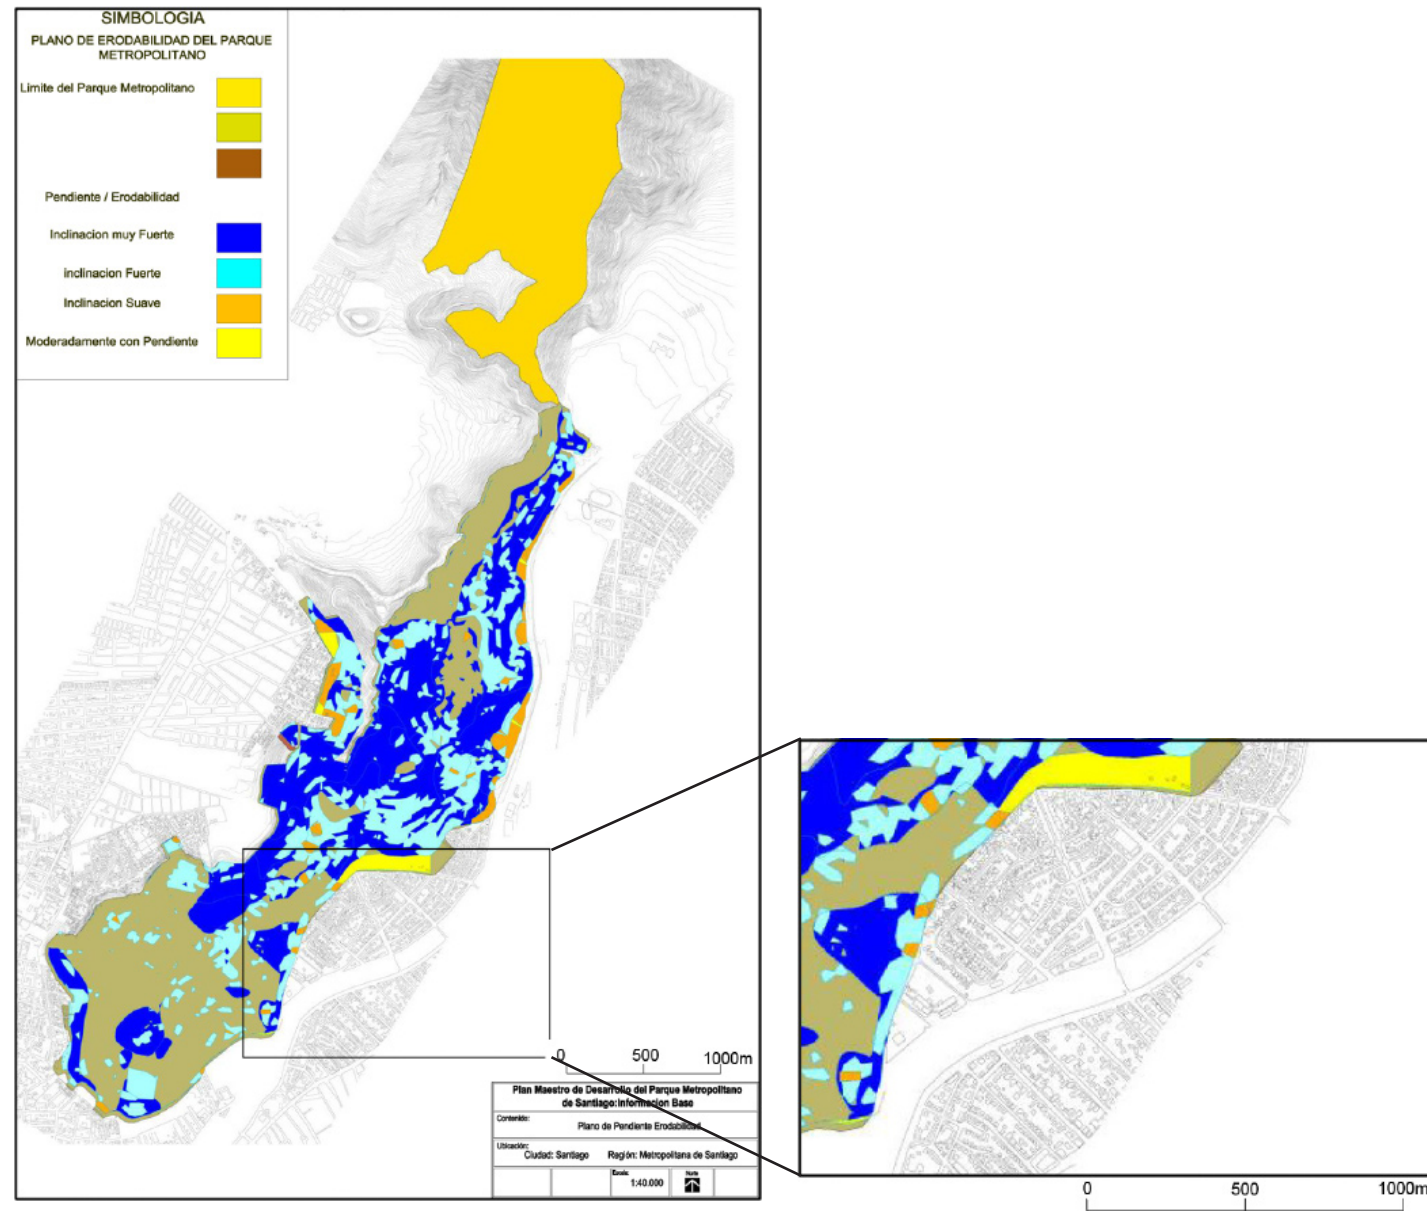 SIMBOLOGIA
PLANO DE ERODABILIDAD DEL PARQUE
METROPOLITANO
Limite del Parque Metropolitano
Pendiente / Erodabilidad
Inclinacion muy Fuerte
inclinacion Fuerte
Inclinacion Suave
Moderadamente con Pendiente
0 500 1000m
Plan Maestro de Desarrollo del Parque Metropolitano
de Santiago:Informacion Base
Contenido:
Plano de Pendiente Erodabilidad
Ubicación:
Ciudad: Santiago Región: Metropolitana de Santiago
Escala:
1:40.000
Norte
0 500 1000m